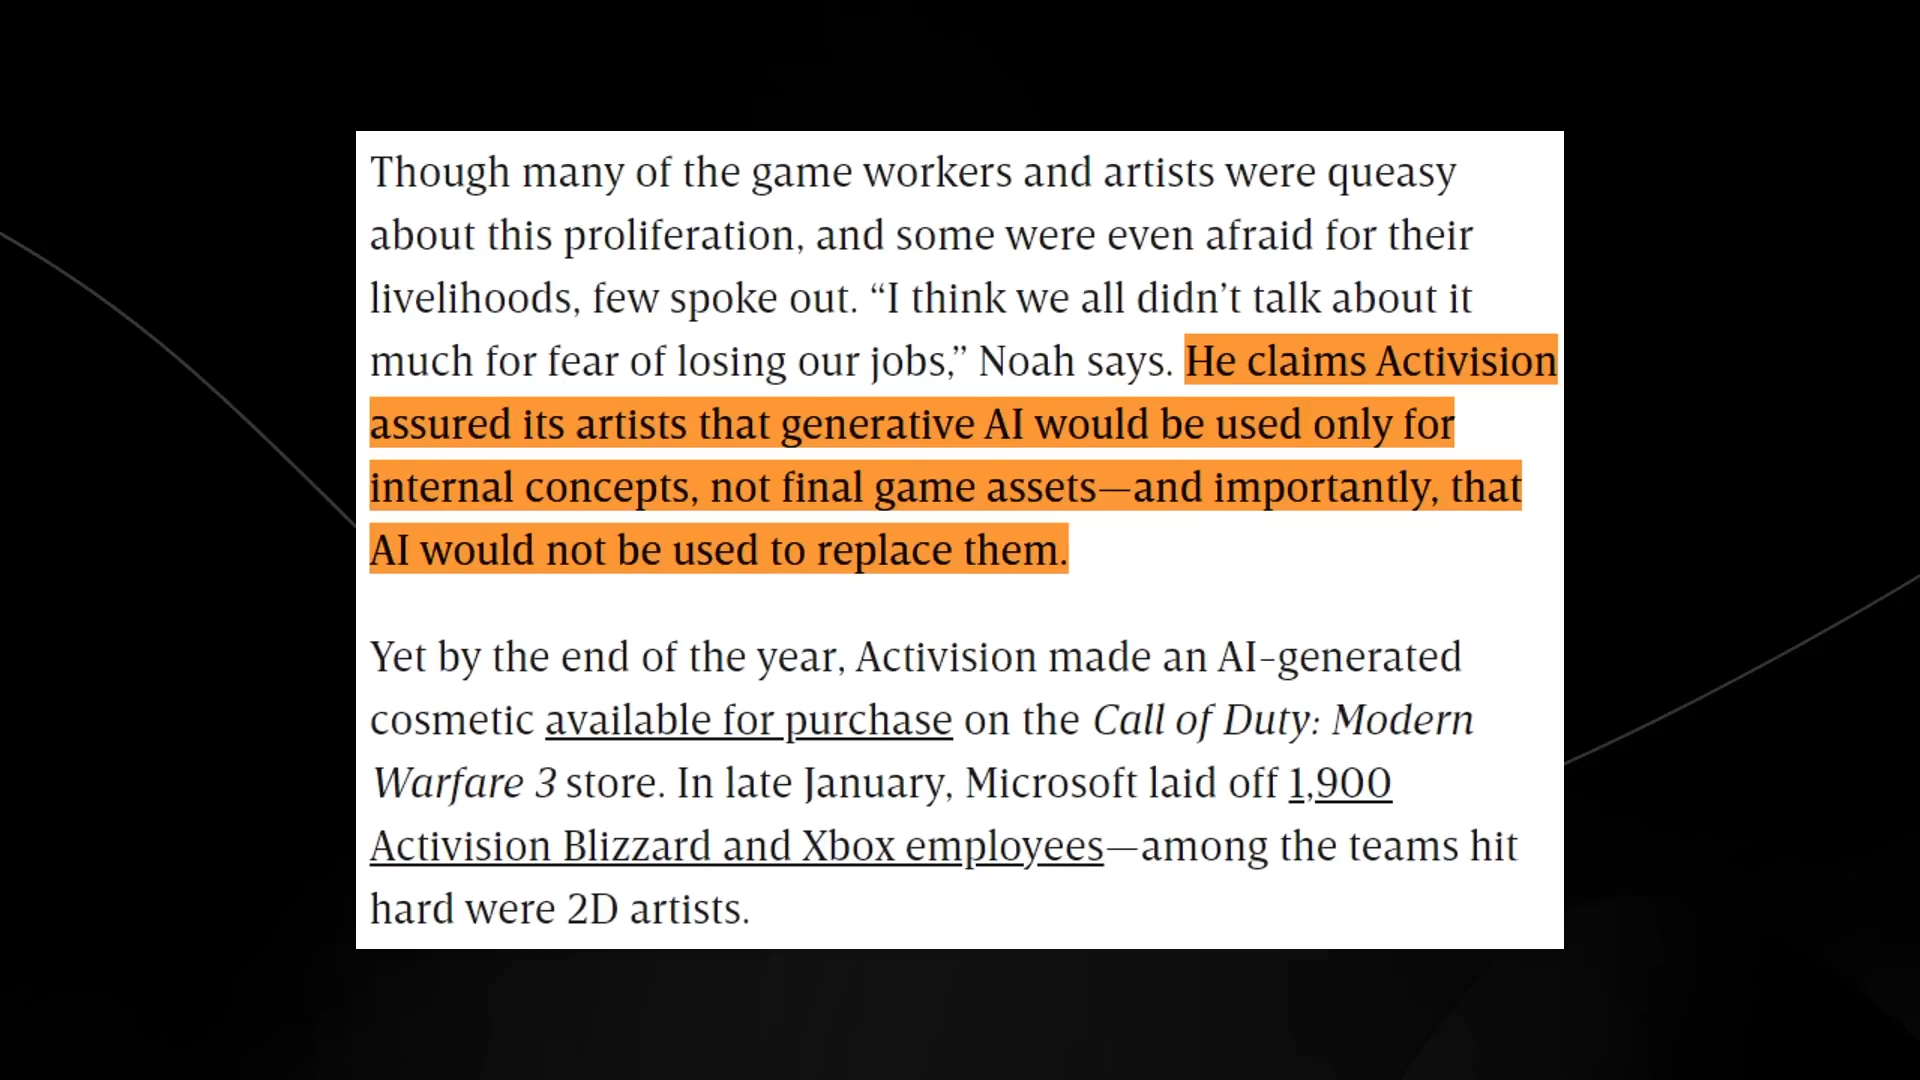 Though many of the game workers and artists were queasy
about this proliferation, and some were even afraid for their
livelihoods, few spoke out. “I think we all didn’t talk about it
much for fear of losing our jobs,” Noah says. He claims Activision
assured its artists that generative AI would be used only for
internal concepts, not final game assets—and importantly, that
AI would not be used to replace them.
Yet by the end of the year, Activision made an AI-generated
cosmetic available for purchase on the Call of Duty: Modern
Warfare 3 store. In late January, Microsoft laid off 1,900
Activision Blizzard and Xbox employees—among the teams hit
hard were 2D artists.